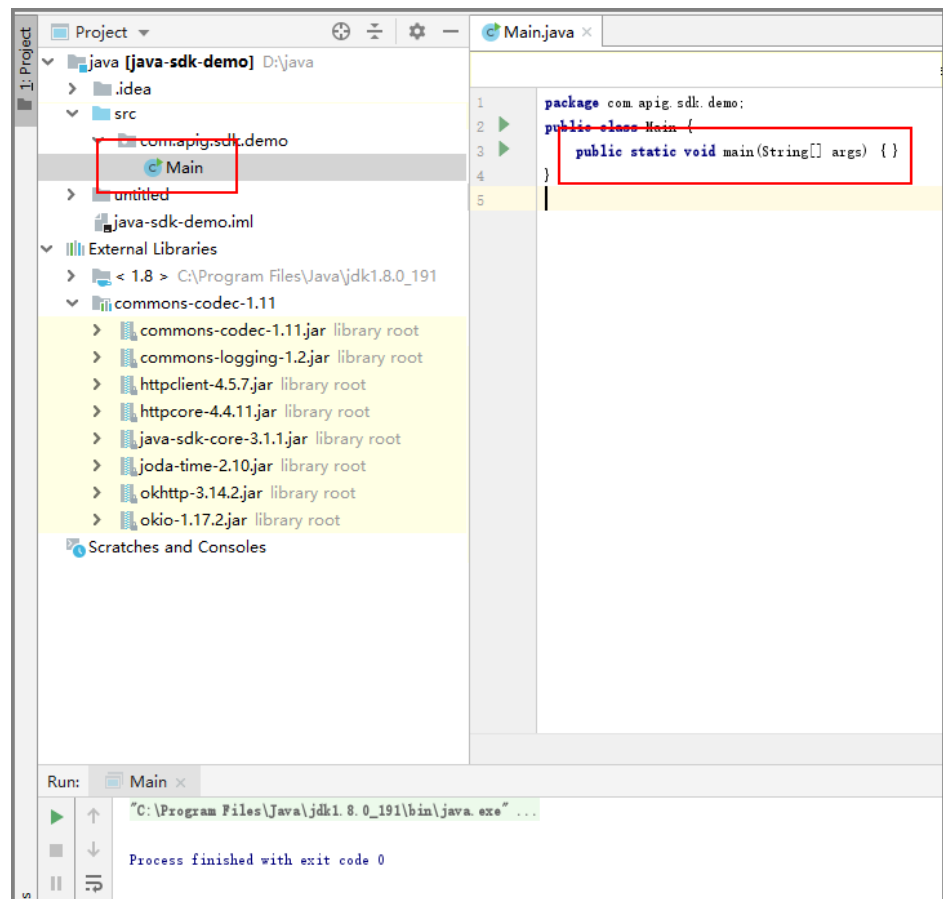 1: Project
Project
java [java-sdk-demo] D:\java
.idea
src
com.apig.sdk.demo
Main
untitled
java-sdk-demo.iml
External Libraries
< 1.8 > C:\Program Files\Java\jdk1.8.0_191
commons-codec-1.11
commons-codec-1.11.jar library root
commons-logging-1.2.jar library root
httpclient-4.5.7.jar library root
httpcore-4.4.11.jar library root
java-sdk-core-3.1.1.jar library root
joda-time-2.10.jar library root
okhttp-3.14.2.jar library root
okio-1.17.2.jar library root
Scratches and Consoles
Main.java
1 package com.apig.sdk.demo;
2 public class Main {
3 public static void main(String[] args) { }
4 }
5
Run: Main
"C:\Program Files\Java\jdk1.8.0_191\bin\java.exe" ...
Process finished with exit code 0